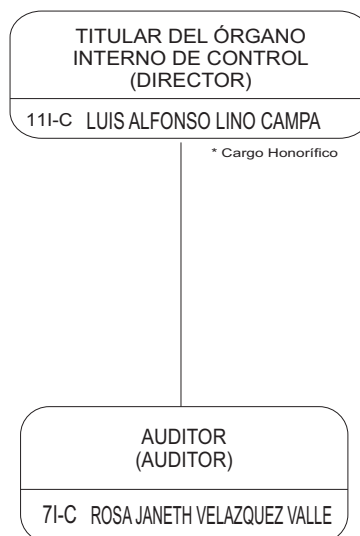 TITULAR DEL ÓRGANO
INTERNO DE CONTROL
(DIRECTOR)
11I-C LUIS ALFONSO LINO CAMPA
* Cargo Honorífico
AUDITOR
(AUDITOR)
7I-C ROSA JANETH VELAZQUEZ VALLE